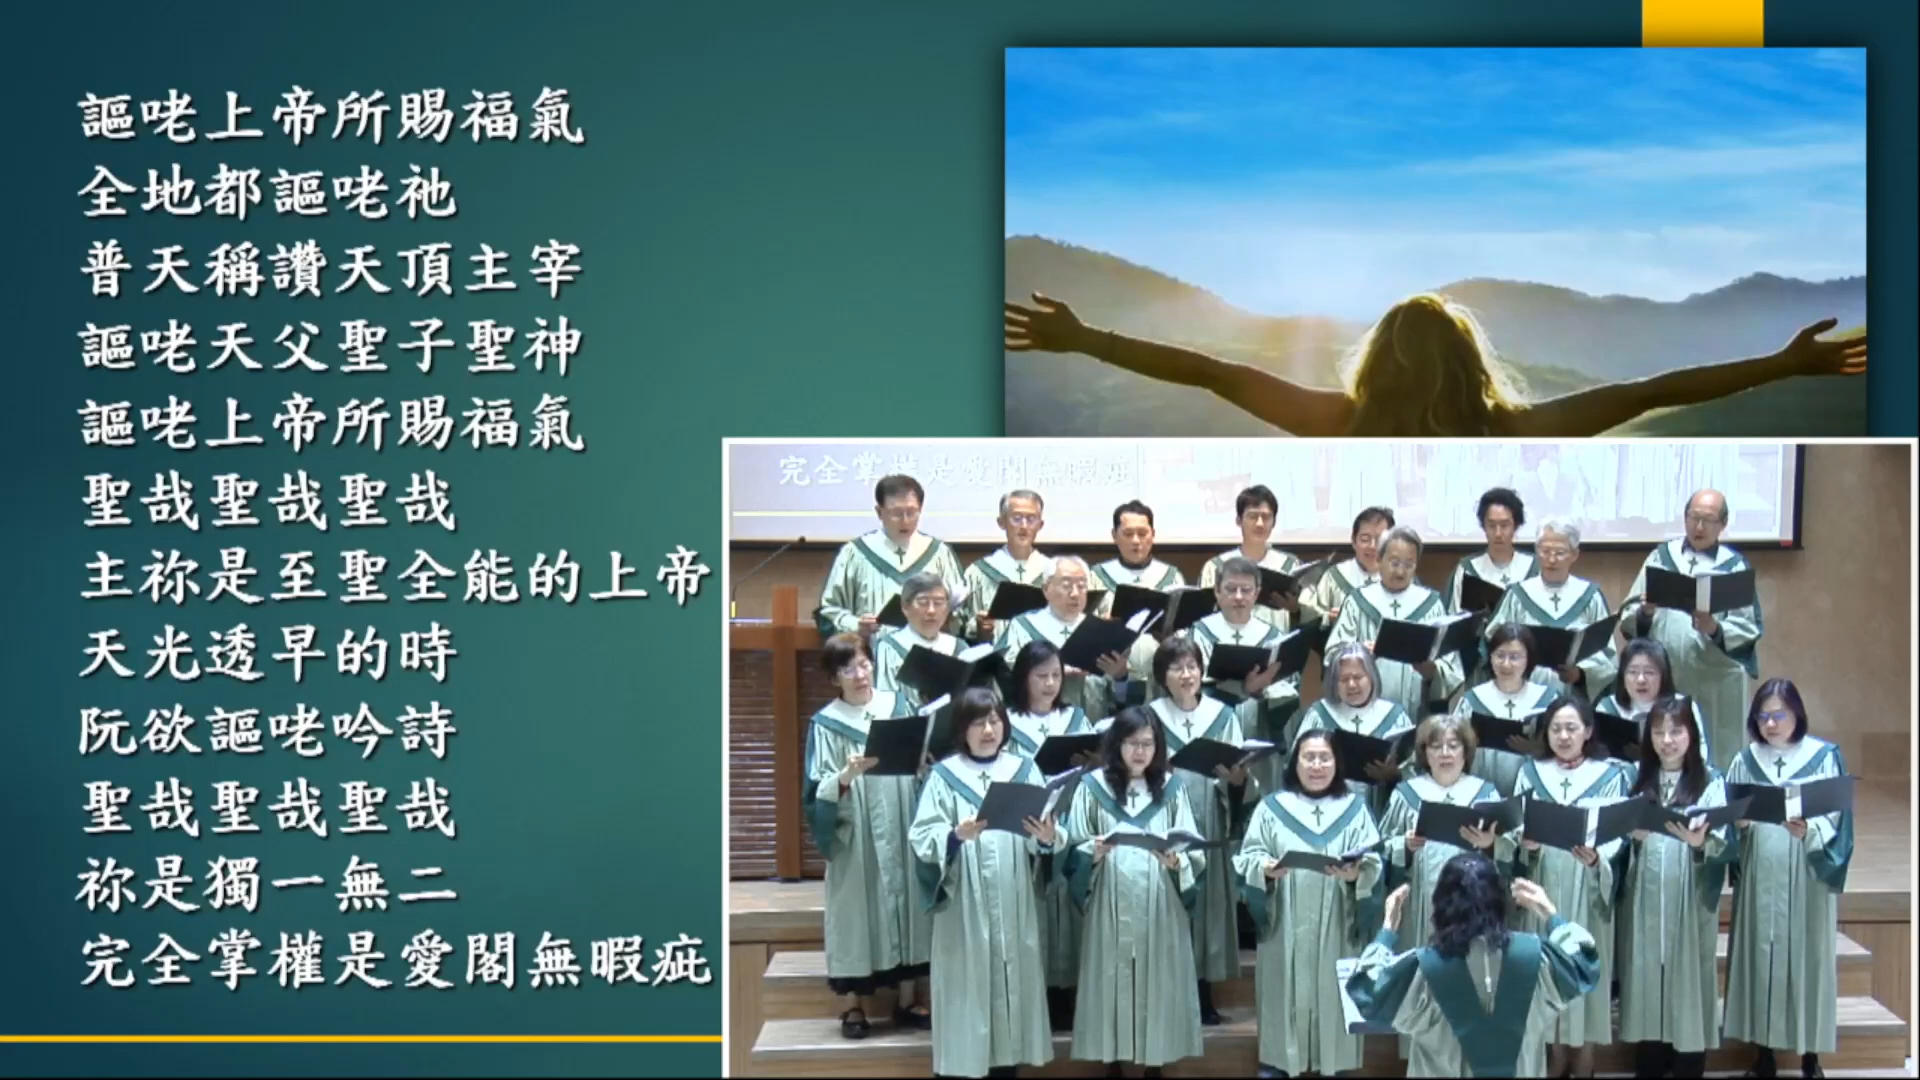 謳咾上帝所賜福氣
全地都謳咾祂
普天稱讚天頂主宰
謳咾天父聖子聖神
謳咾上帝所賜福氣
聖哉聖哉聖哉
主祢是至聖全能的上帝
天光透早的時
阮欲謳咾吟詩
聖哉聖哉聖哉
祢是獨一無二
完全掌權是愛閣無暇疵
完全掌權是愛閣無暇疵